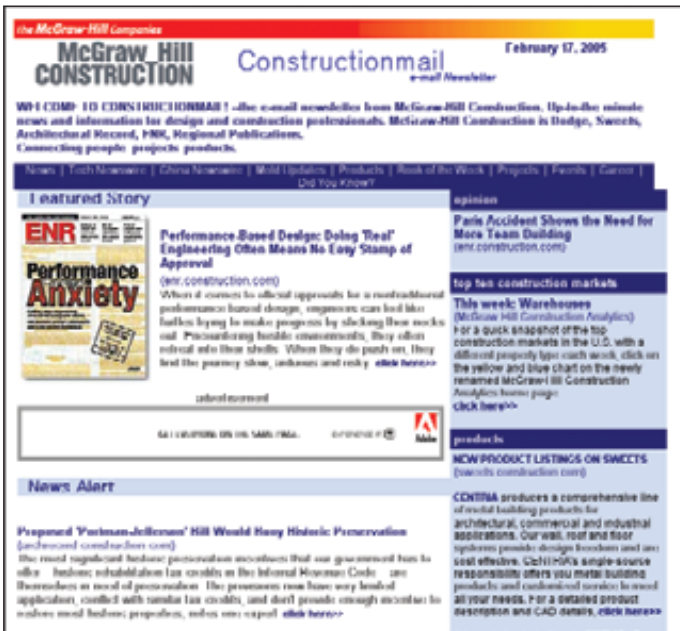 the McGraw-Hill Companies
McGraw_Hill
CONSTRUCTION
Constructionmail
e-mail Newsletter
February 17, 2005
WELCOME TO CONSTRUCTIONMAIL! --the e-mail newsletter from McGraw-Hill Construction. Up-to-the minute
news and information for design and construction professionals. McGraw-Hill Construction is Dodge, Sweets,
Architectural Record, ENR, Regional Publications.
Connecting people projects products.
News | Tech Newswire | China Newswire | Mold Updates | Products | Book of the Week | Projects | Events | Career |
Did You Know?
Featured Story
ENR
Performance
Anxiety
Performance-Based Design: Doing 'Real'
Engineering Often Means No Easy Stamp of
Approval
(enr.construction.com)
When it comes to official approvals for a nontraditional
performance based design, engineers can feel like
turtles trying to make progress by sticking their necks
out. Encountering hostile environments, they often
retreat into their shells. When they do push on, they
find the journey slow, arduous and risky. click here>>
advertisement
GET EVERYONE ON THE SAME PAGE.
Adobe
News Alert
Proposed 'Portman-Jefferson' Bill Would Buoy Historic Preservation
(archrecord.construction.com)
The most significant historic preservation incentives that our government has to
offer historic rehabilitation tax credits in the Internal Revenue Code are
themselves in need of preservation. The provisions now have very limited
application, conflict with similar tax credits, and don't provide enough incentive to
restore most historic properties, notes one expert. click here>>
opinion
Paris Accident Shows the Need for
More Team Building
(enr.construction.com)
top ten construction markets
This week: Warehouses
(McGraw Hill Construction Analytics)
For a quick snapshot of the top
construction markets in the U.S. with a
different property type each week, click on
the yellow and blue chart on the newly
renamed McGraw-Hill Construction
Analytics home page
click here>>
products
NEW PRODUCT LISTINGS ON SWEETS
(sweets.construction.com)
CENTRIA produces a comprehensive line
of metal building products for
architectural, commercial and industrial
applications. Our wall, roof and floor
systems provide design freedom and are
cost effective. CENTRIA's single-source
responsibility offers you metal building
products and customized service to meet
all your needs. For a detailed product
description and CAD details, click here>>